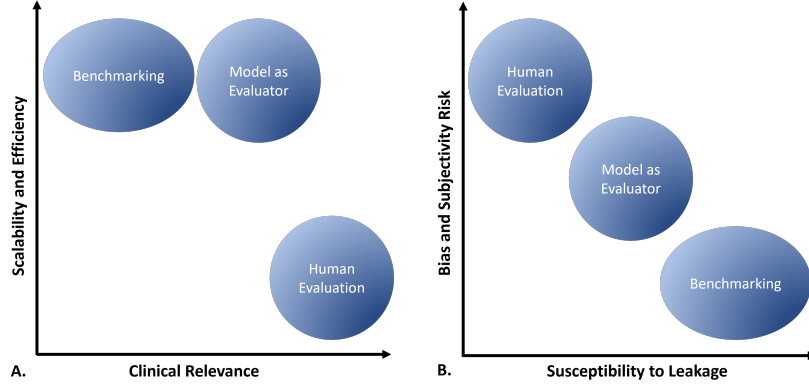 Scalability and Efficiency
Benchmarking
Model as
Evaluator
Human
Evaluation
A.
Clinical Relevance
Bias and Subjectivity Risk
Human
Evaluation
Model as
Evaluator
Benchmarking
B.
Susceptibility to Leakage